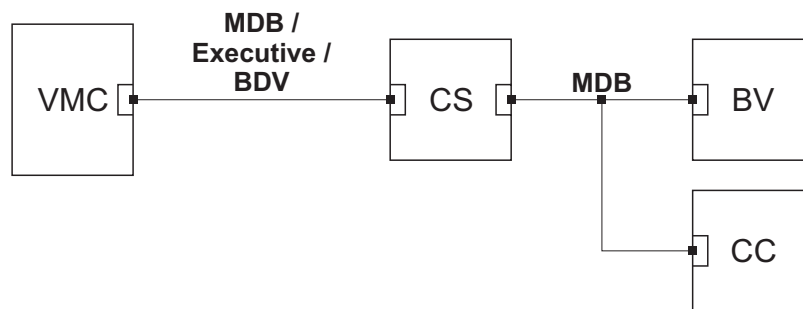 MDB /
Executive /
BDV
VMC
CS
MDB
BV
CC